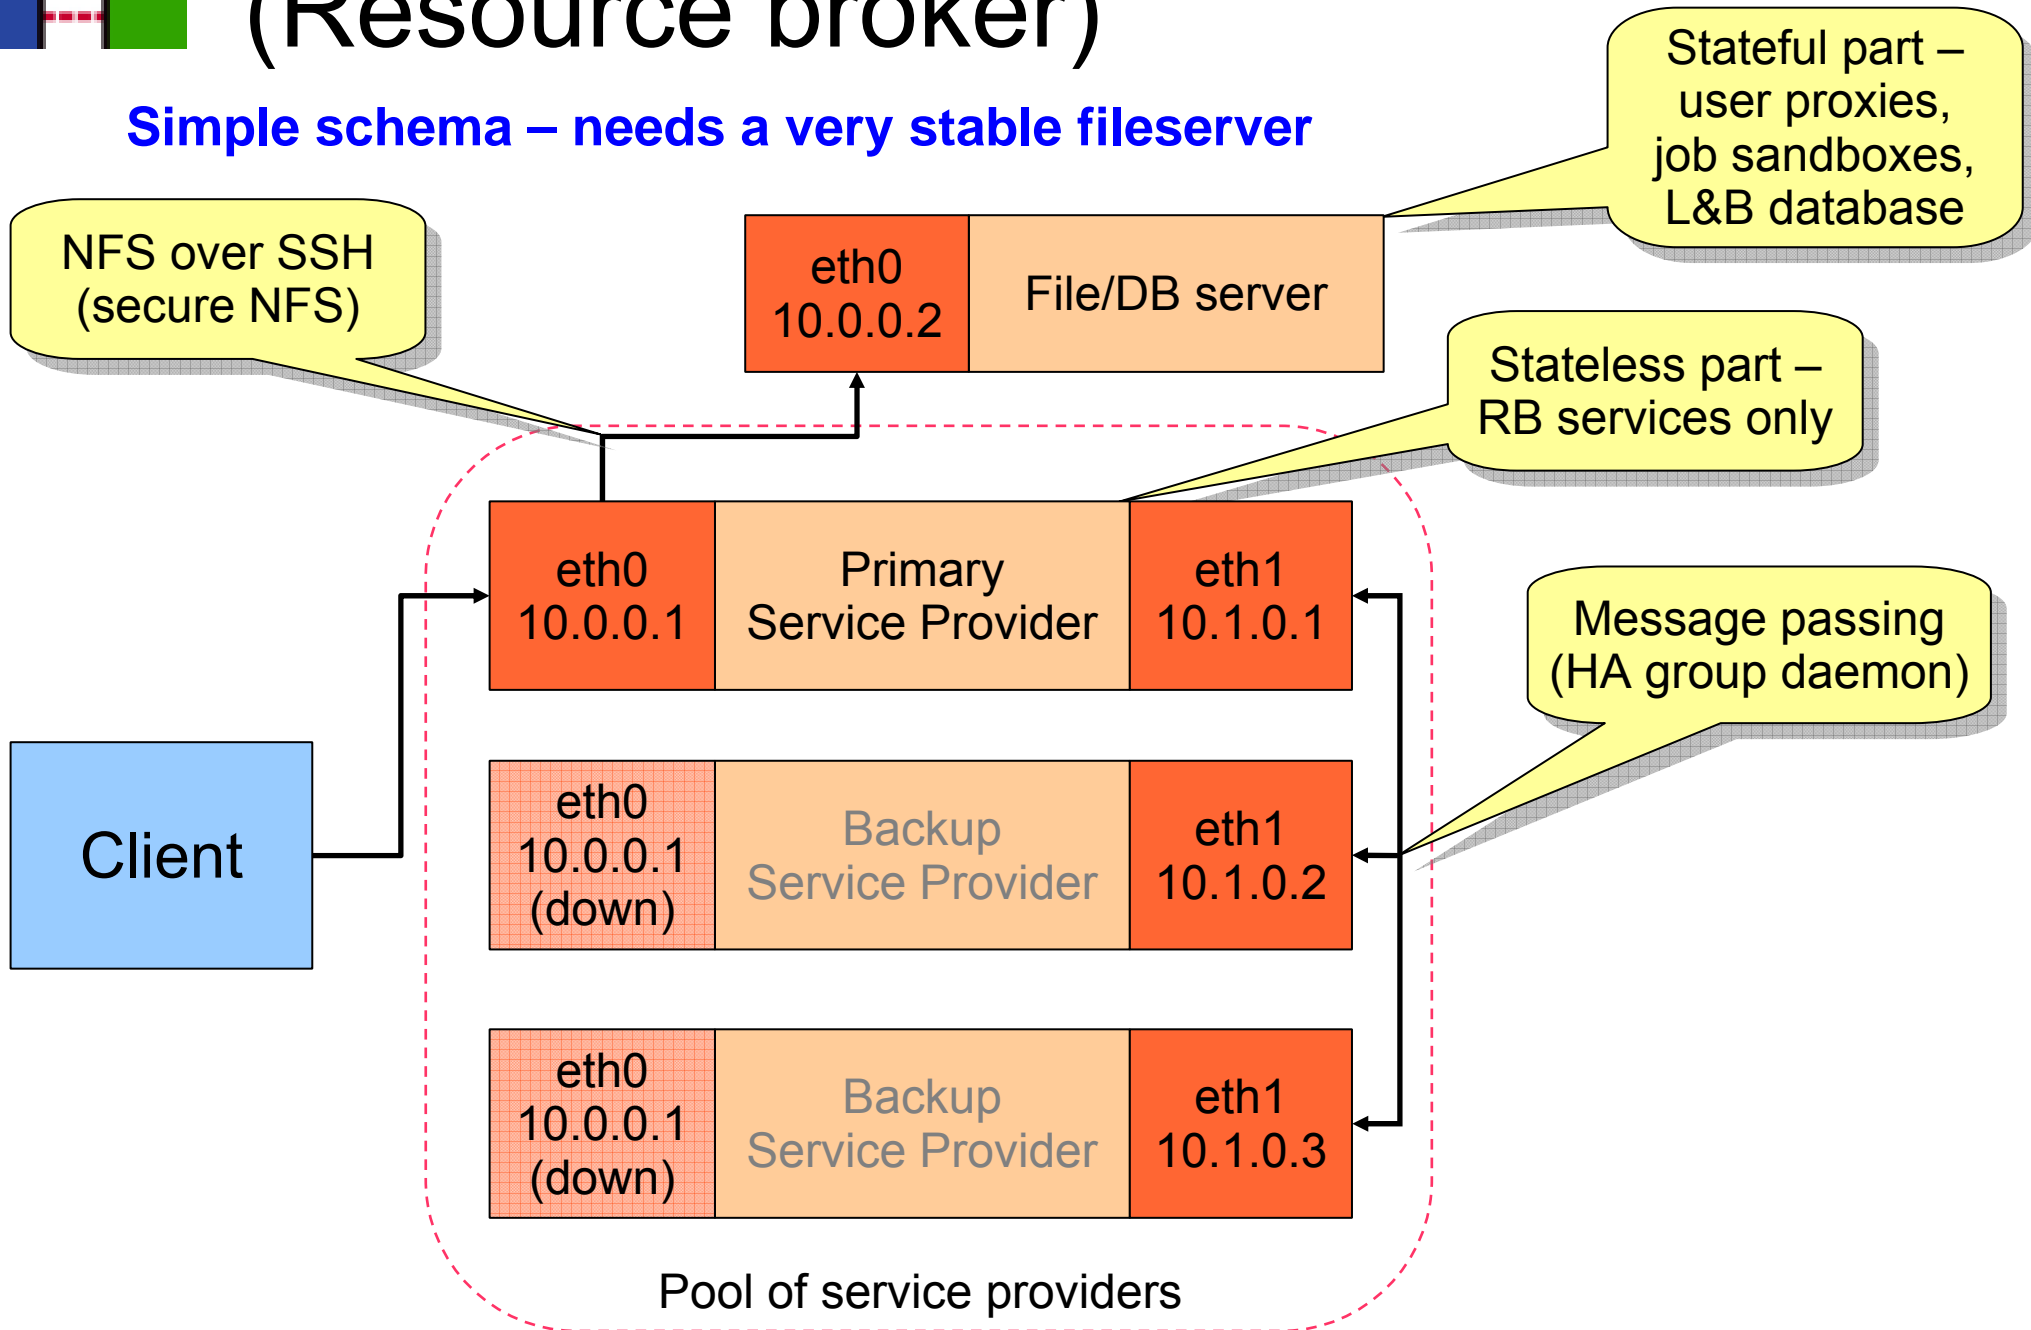 (Resource broker)
Simple schema – needs a very stable fileserver
Stateful part –
user proxies,
job sandboxes,
L&B database
NFS over SSH
(secure NFS)
eth0
10.0.0.2
File/DB server
Stateless part –
RB services only
eth0
10.0.0.1
Primary
Service Provider
eth1
10.1.0.1
Message passing
(HA group daemon)
Client
eth0
10.0.0.1
(down)
Backup
Service Provider
eth1
10.1.0.2
eth0
10.0.0.1
(down)
Backup
Service Provider
eth1
10.1.0.3
Pool of service providers